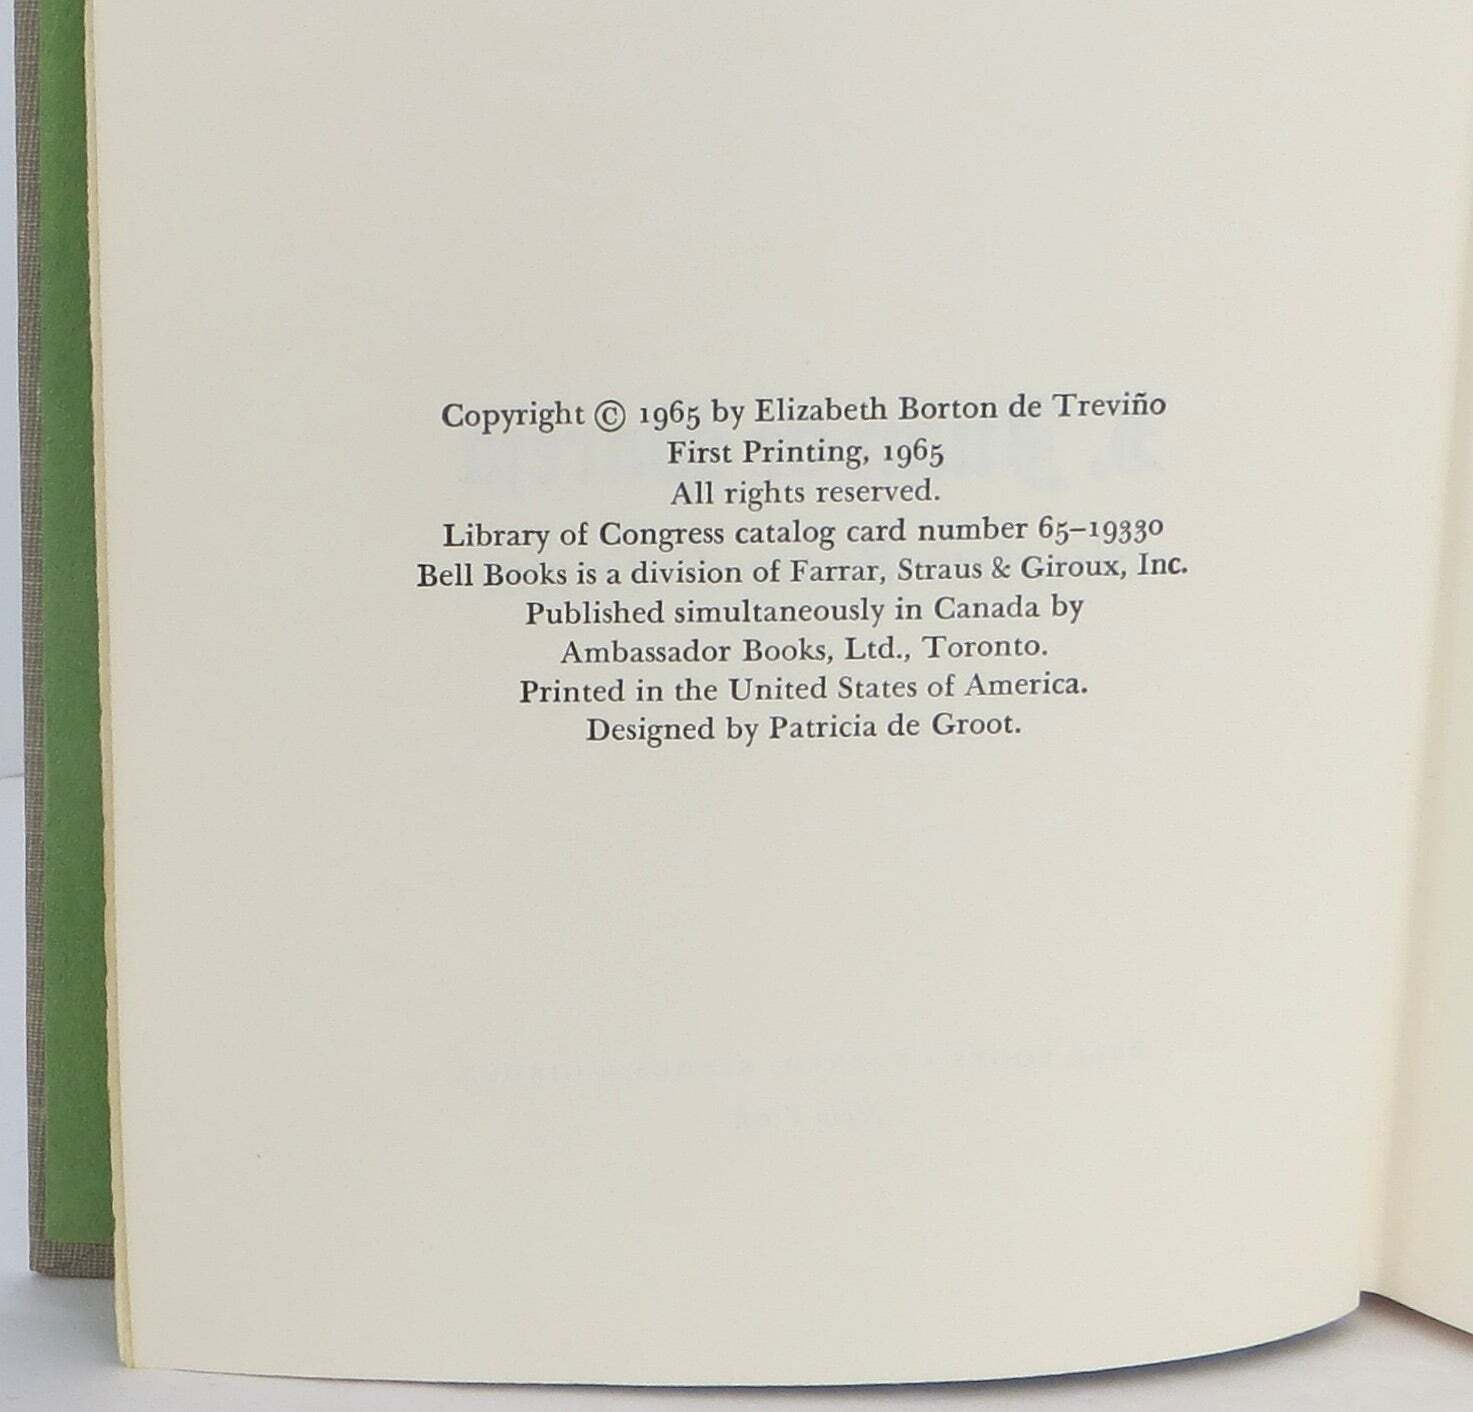 Copyright © 1965 by Elizabeth Borton de Treviño
First Printing, 1965
All rights reserved.
Library of Congress catalog card number 65–19330
Bell Books is a division of Farrar, Straus & Giroux, Inc.
Published simultaneously in Canada by
Ambassador Books, Ltd., Toronto.
Printed in the United States of America.
Designed by Patricia de Groot.